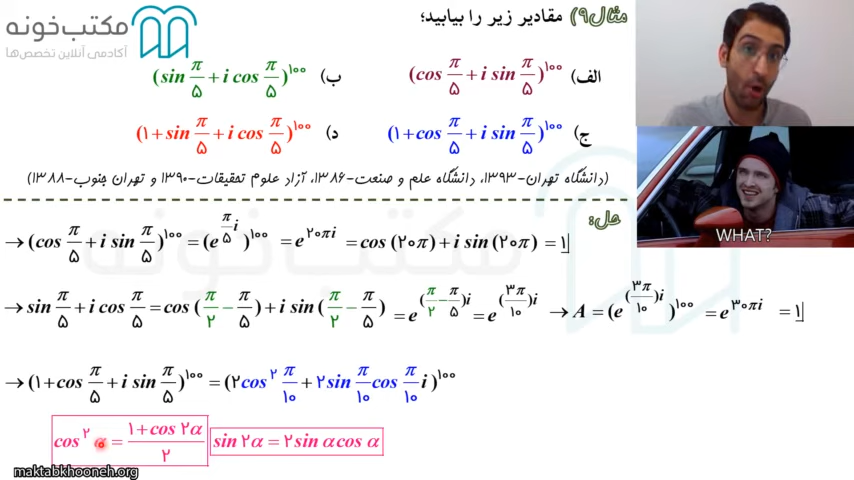 مکتب‌خونه
آکادمی آنلاین تخصص‌ها
مثال۹) مقادیر زیر را بیابید؛
الف) (cos π/۵ + i sin π/۵)^۱۰۰
ب) (sin π/۵ + i cos π/۵)^۱۰۰
ج) (۱+cos π/۵ + i sin π/۵)^۱۰۰
د) (۱+sin π/۵ + i cos π/۵)^۱۰۰
(دانشگاه تهران-۱۳۹۳، دانشگاه علم و صنعت-۱۳۸۶، آزاد علوم تحقیقات-۱۳۹۰ و تهران جنوب-۱۳۸۸)
WHAT?
حل:
→ (cos π/۵ + i sin π/۵)^۱۰۰ = (e^(π/۵ i))^۱۰۰ = e^(۲۰πi) = cos(۲۰π) + i sin(۲۰π) = ۱
→ sin π/۵ + i cos π/۵ = cos(π/۲ − π/۵) + i sin(π/۲ − π/۵) = e^((π/۲ − π/۵)i) = e^((۳π/۱۰)i) → A = (e^((۳π/۱۰)i))^۱۰۰ = e^(۳۰πi) = ۱
→ (۱+cos π/۵ + i sin π/۵)^۱۰۰ = (۲cos^۲ π/۱۰ + ۲sin π/۱۰ cos π/۱۰ i)^۱۰۰
cos^۲ α = (۱+cos ۲α)/۲ sin ۲α = ۲ sin α cos α
maktabkhooneh.org